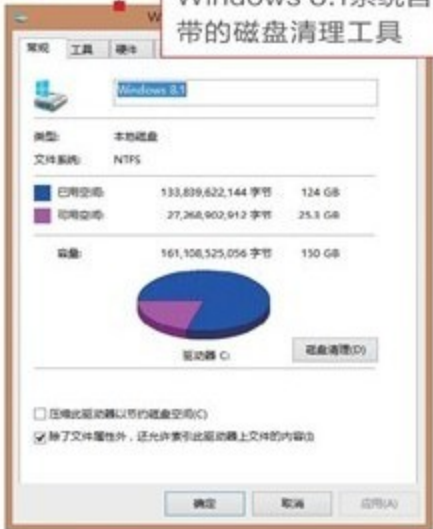 Windows 8.1系统自
带的磁盘清理工具
W
常规 工具 硬件
Windows 8.1
类型: 本地磁盘
文件系统: NTFS
已用空间: 133,839,622,144 字节 124 GB
可用空间: 27,268,902,912 字节 25.3 GB
容量: 161,108,525,056 字节 150 GB
驱动器 C:
磁盘清理(D)
压缩此驱动器以节约磁盘空间(C)
除了文件属性外，还允许索引此驱动器上文件的内容(I)
确定 取消 应用(A)